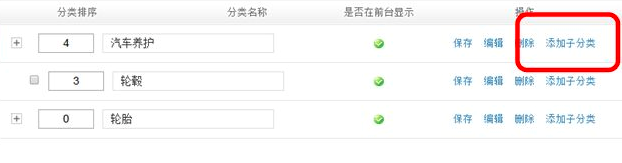 分类排序 分类名称 是否在前台显示 操作
4 汽车养护 保存 编辑 删除 添加子分类
3 轮毂 保存 编辑 删除 添加子分类
0 轮胎 保存 编辑 删除 添加子分类